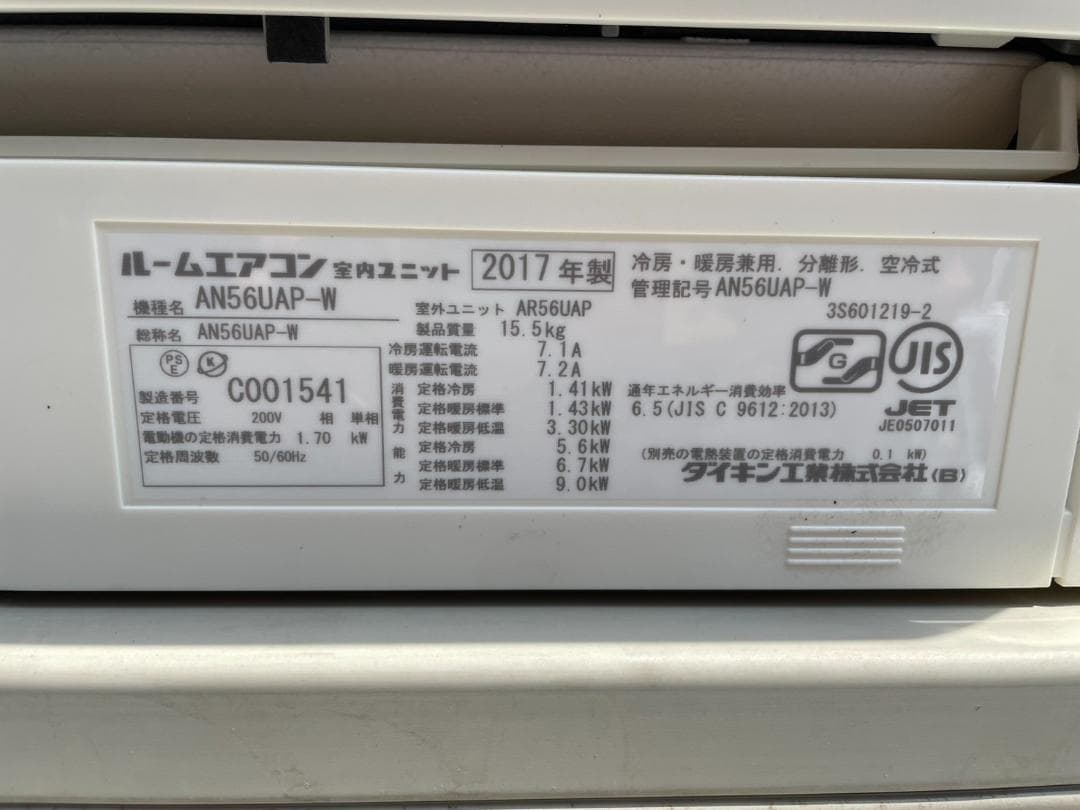 ルームエアコン 室内ユニット 2017年製 冷房・暖房兼用. 分離形. 空冷式
機種名 AN56UAP-W
管理記号 AN56UAP-W
3S601219-2
総称名 AN56UAP-W
PS
E
K
製造番号 C001541
定格電圧 200V 相 単相
電動機の定格消費電力 1.70 kW
定格周波数 50/60Hz
室外ユニット AR56UAP
製品質量 15.5kg
冷房運転電流 7.1A
暖房運転電流 7.2A
消費電力
定格冷房 1.41kW
定格暖房標準 1.43kW
定格暖房低温 3.30kW
能力
定格冷房 5.6kW
定格暖房標準 6.7kW
定格暖房低温 9.0kW
通年エネルギー消費効率
6.5(JIS C 9612:2013)
G
JIS
JET
JE0507011
(別売の電熱装置の定格消費電力 0.1 kW)
ダイキン工業株式会社(B)